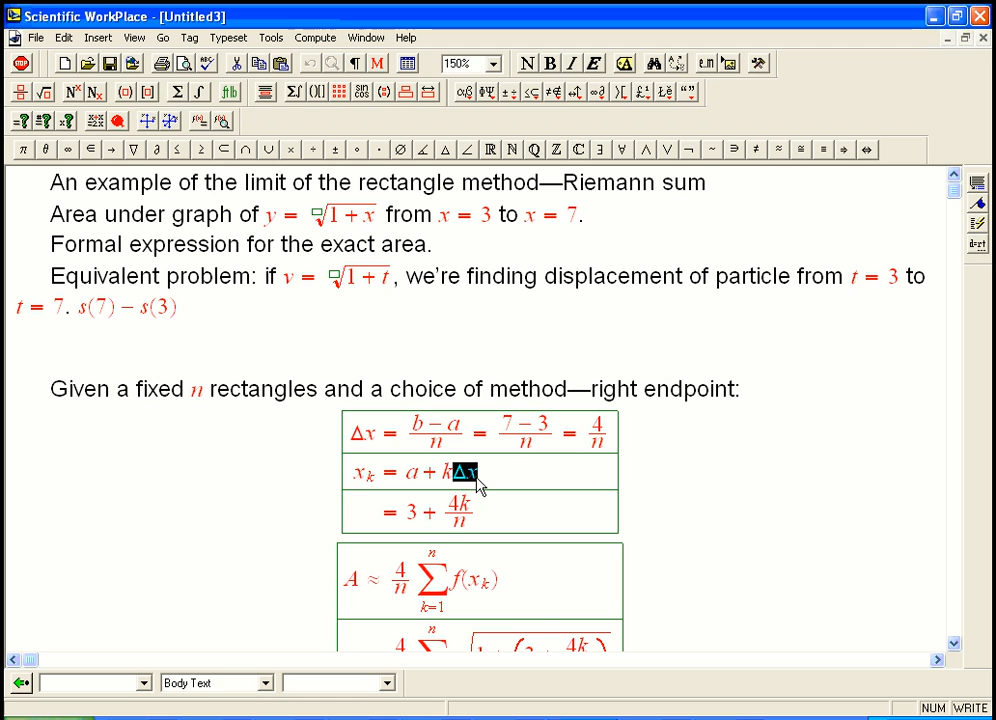 Scientific WorkPlace - [Untitled3]
File Edit Insert View Go Tag Typeset Tools Compute Window Help
STOP ¶ M 150% N B I E
π θ ∞ ∈ → ∇ ∂ ≤ ≥ ⊂ ∩ ∪ × ÷ ± ∘ · ∅ ∡ △ ∠ ℝ ℕ ℚ ℤ ℂ ∃ ∀ ∧ ∨ ¬ ~ ∋ ≠ ≈ ≅ ≡ ⇒ ⇔
An example of the limit of the rectangle method—Riemann sum
Area under graph of y = √1 + x from x = 3 to x = 7.
Formal expression for the exact area.
Equivalent problem: if v = √1 + t, we're finding displacement of particle from t = 3 to
t = 7. s(7) − s(3)
Given a fixed n rectangles and a choice of method—right endpoint:
Δx = (b − a)/n = (7 − 3)/n = 4/n
x_k = a + kΔx
= 3 + 4k/n
A ≈ 4/n ∑_{k=1}^{n} f(x_k)
Body Text
NUM WRITE